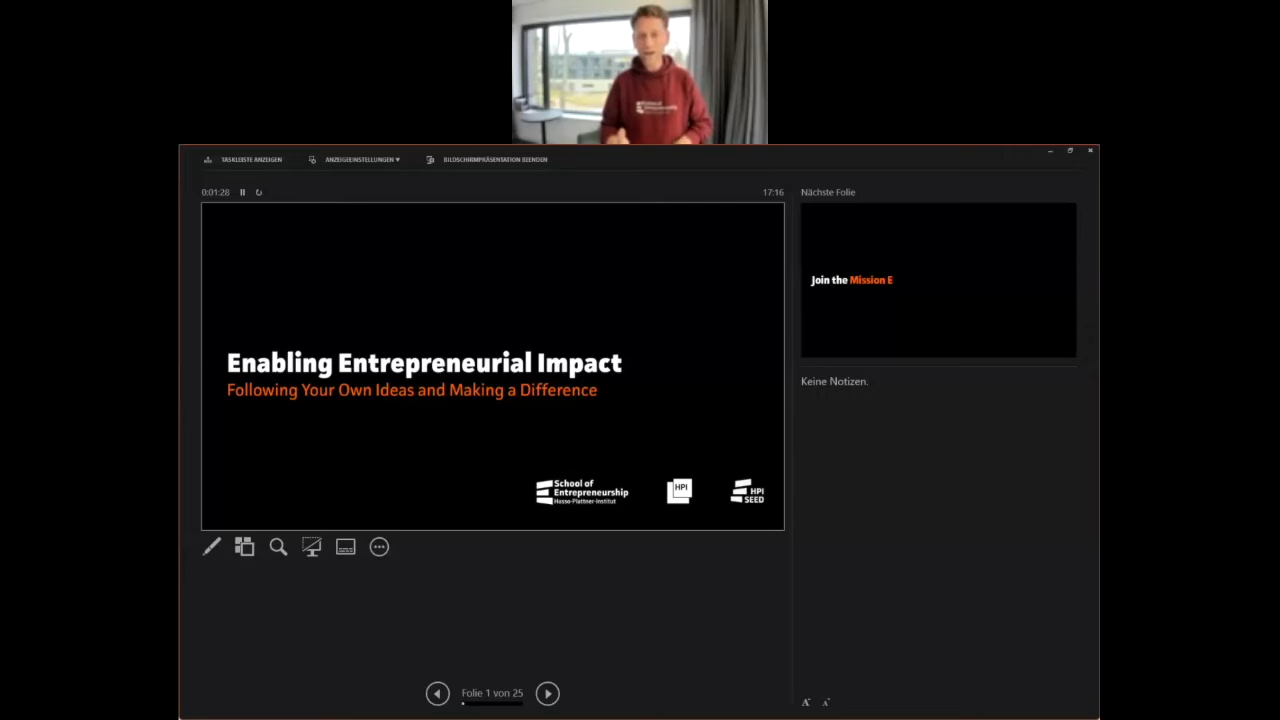 TASKLEISTE ANZEIGEN
ANZEIGEEINSTELLUNGEN ▼
BILDSCHIRMPRÄSENTATION BEENDEN
0:01:28
17:16
Nächste Folie
Enabling Entrepreneurial Impact
Following Your Own Ideas and Making a Difference
School of
Entrepreneurship
Hasso-Plattner-Institut
HPI
HPI
SEED
Join the Mission E
Keine Notizen.
Folie 1 von 25
A
A